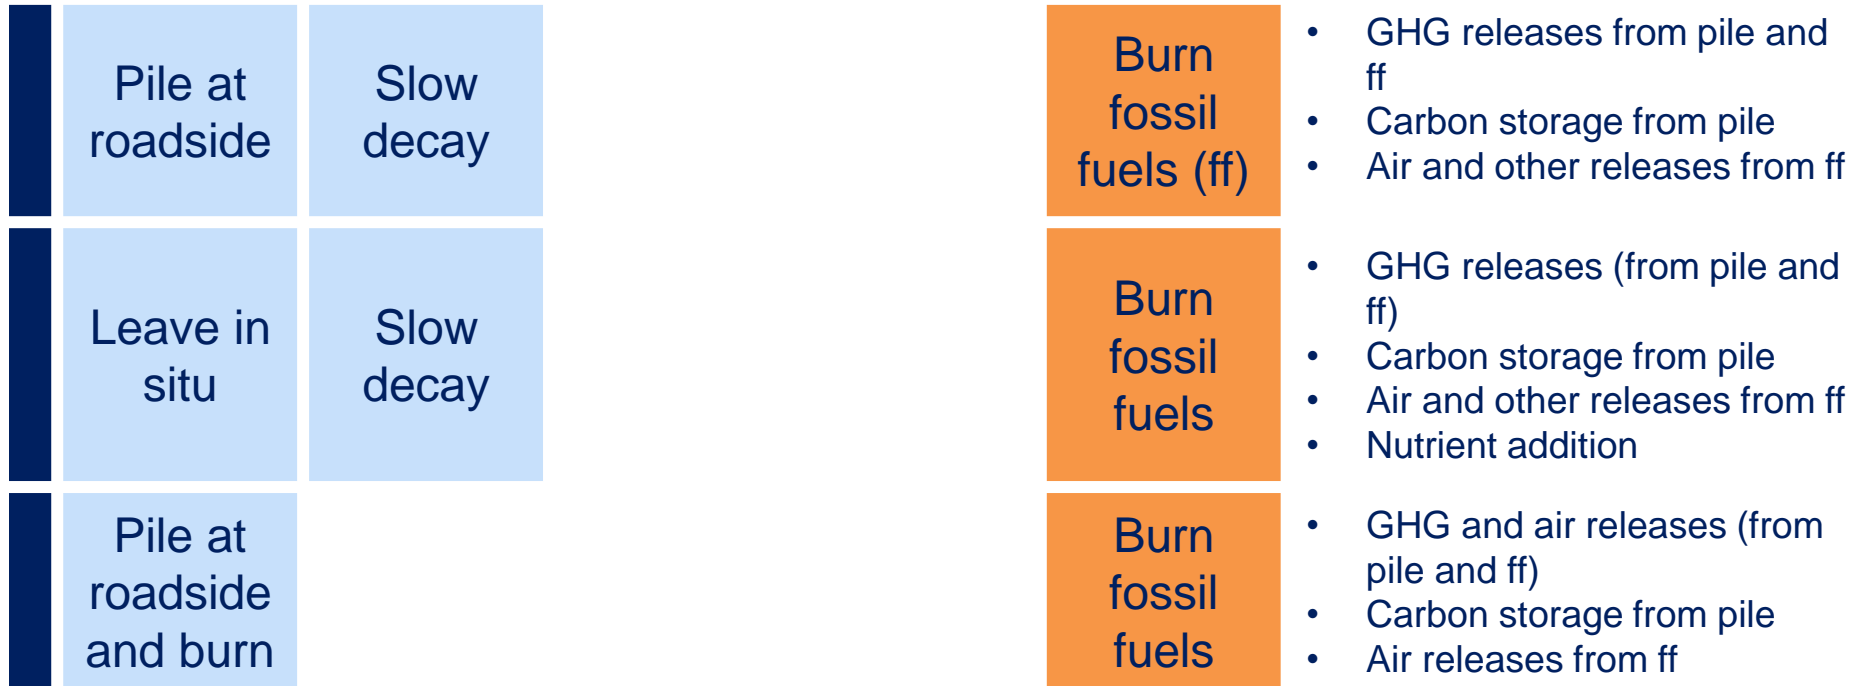 Pile at
roadside
Slow
decay
Burn
fossil
fuels (ff)
• GHG releases from pile and
ff
• Carbon storage from pile
• Air and other releases from ff
Leave in
situ
Slow
decay
Burn
fossil
fuels
• GHG releases (from pile and
ff)
• Carbon storage from pile
• Air and other releases from ff
• Nutrient addition
Pile at
roadside
and burn
Burn
fossil
fuels
• GHG and air releases (from
pile and ff)
• Carbon storage from pile
• Air releases from ff